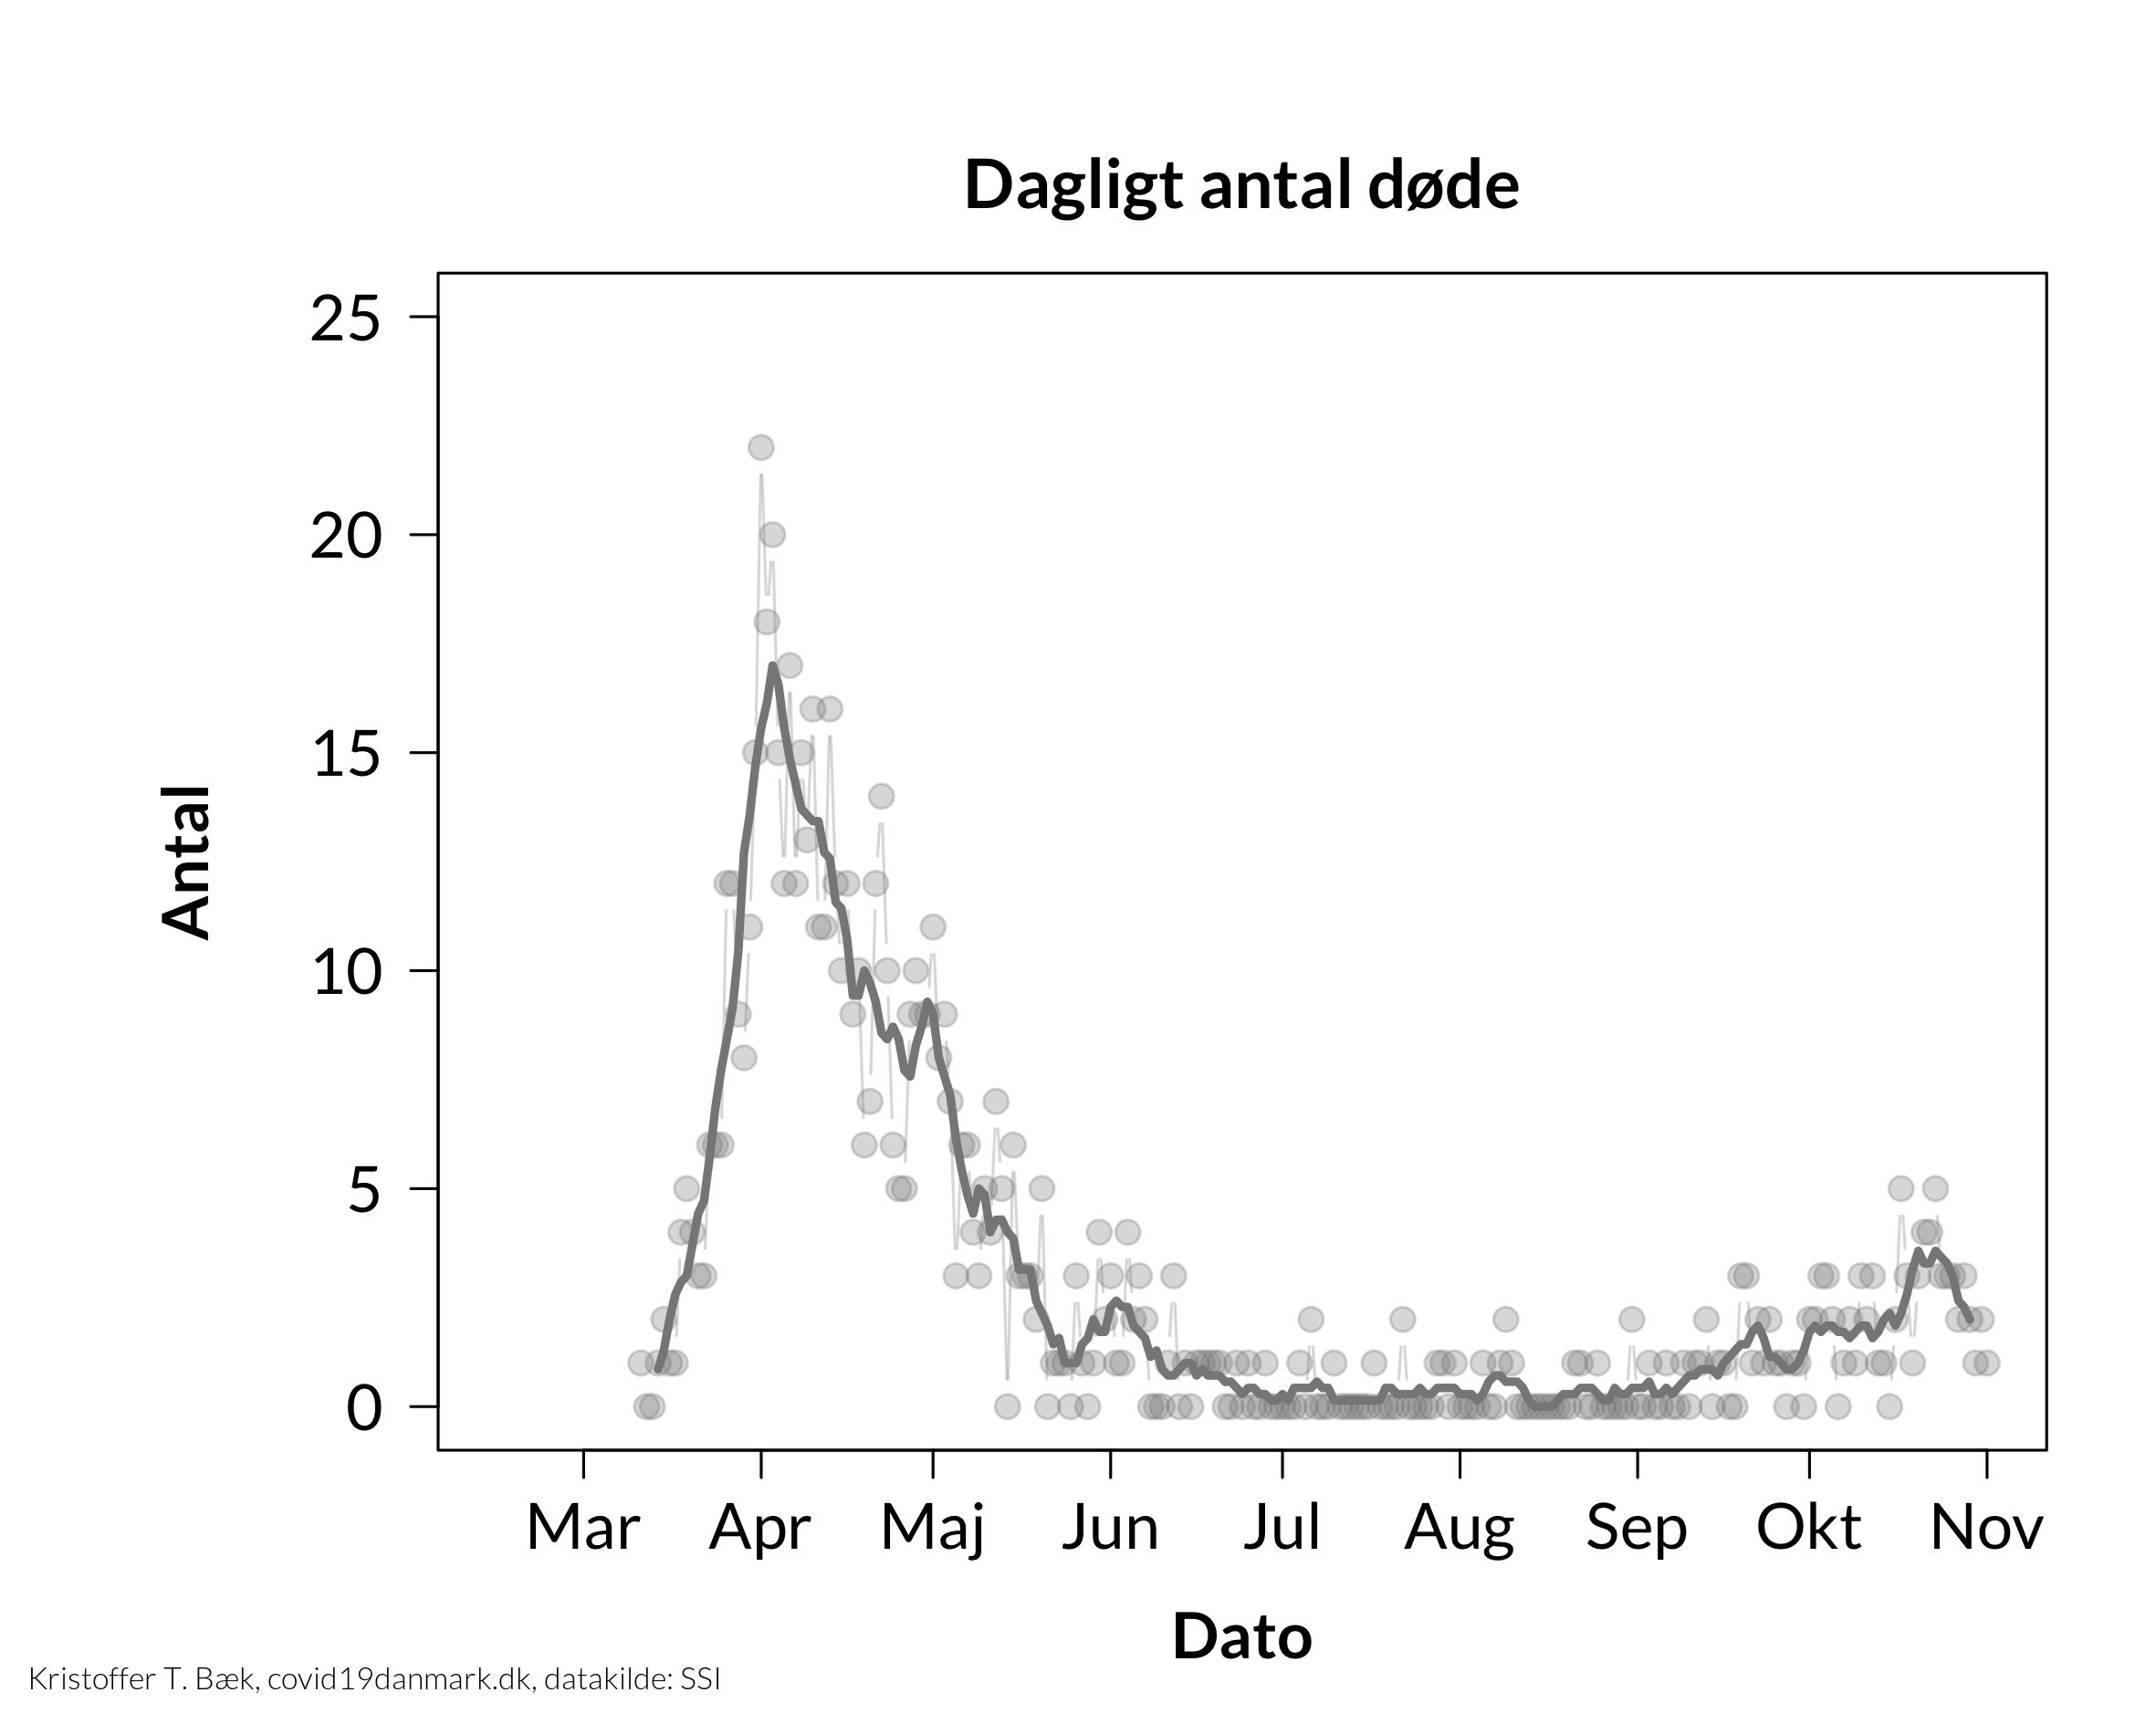 Dagligt antal døde
25
20
15
10
5
0
Antal
Mar Apr Maj Jun Jul Aug Sep Okt Nov
Dato
Kristoffer T. Bæk, covid19danmark.dk, datakilde: SSI